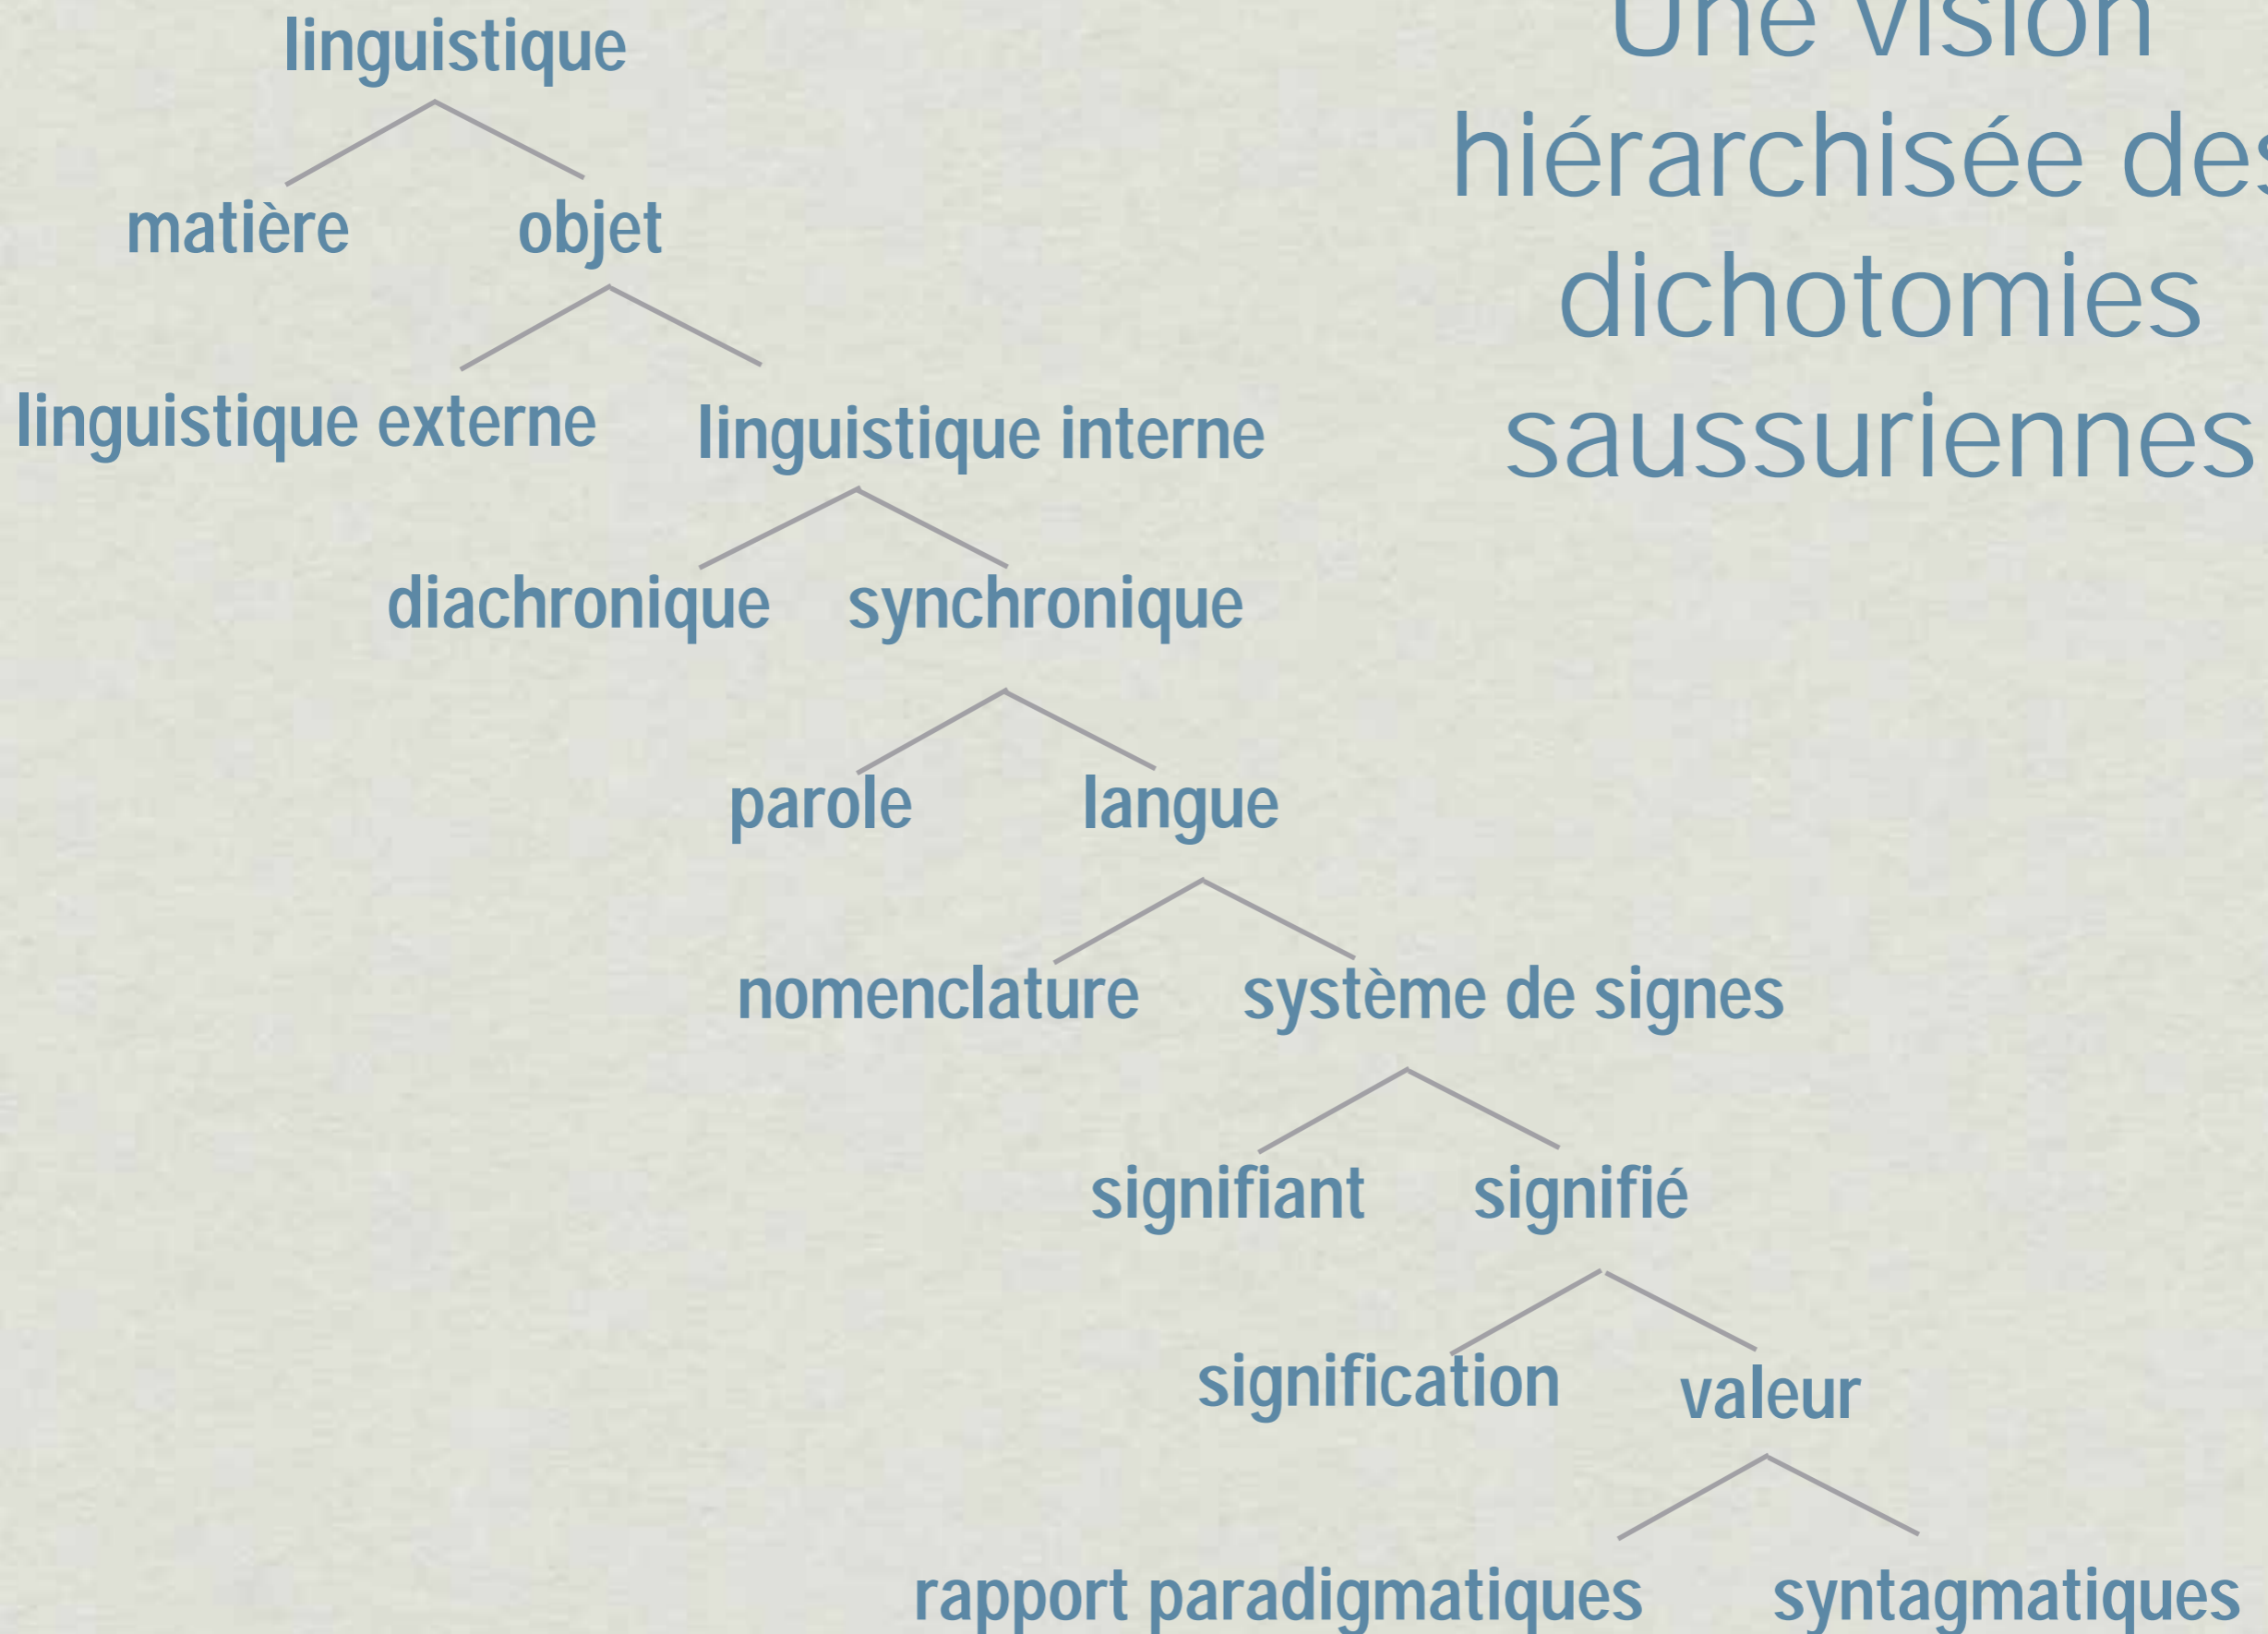 Une vision
hiérarchisée des
dichotomies
saussuriennes
linguistique
matière objet
linguistique externe linguistique interne
diachronique synchronique
parole langue
nomenclature système de signes
signifiant signifié
signification valeur
rapport paradigmatiques syntagmatiques